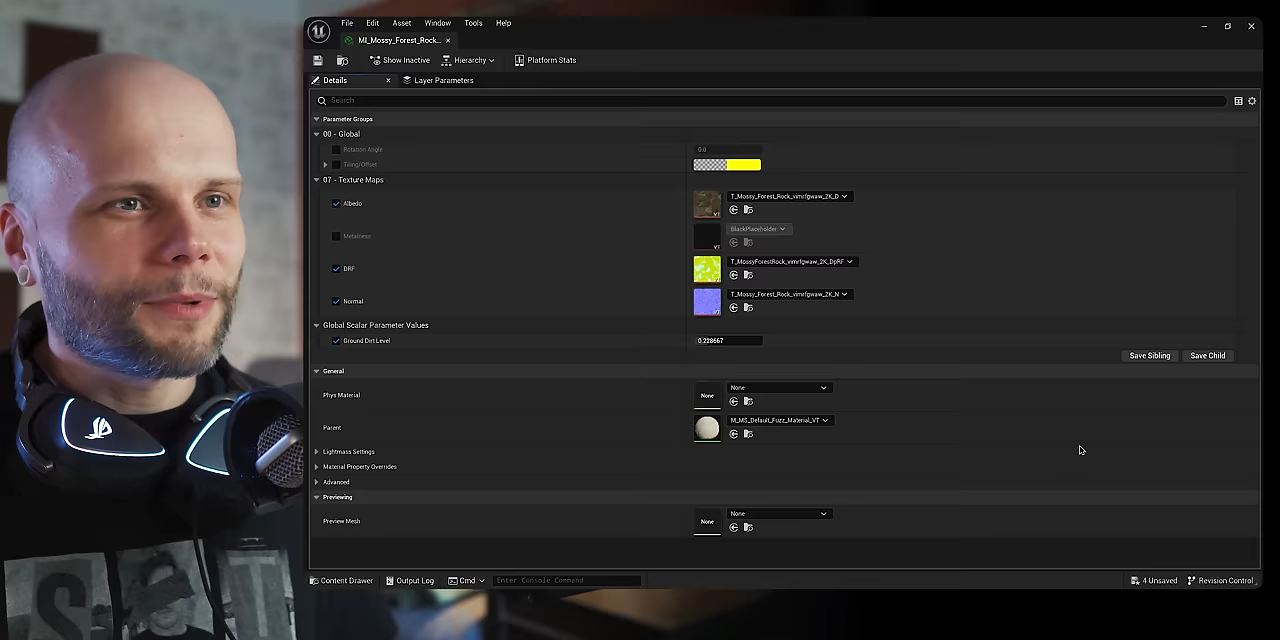 File Edit Asset Window Tools Help
MI_Mossy_Forest_Rock...
Show Inactive Hierarchy Platform Stats
Details Layer Parameters
Search
Parameter Groups
00 - Global
Rotation Angle 0.0
Tiling/Offset
07 - Texture Maps
Albedo T_Mossy_Forest_Rock_vimrfgwaw_2K_D
VT
Metalness BlackPlaceholder
VT
DRF T_MossyForestRock_vimrfgwaw_2K_DpRF
Normal T_Mossy_Forest_Rock_vimrfgwaw_2K_N
VT
Global Scalar Parameter Values
Ground Dirt Level 0.228667
Save Sibling Save Child
General
Phys Material None None
Parent M_MS_Default_Fuzz_Material_VT
Lightmass Settings
Material Property Overrides
Advanced
Previewing
Preview Mesh None None
Content Drawer Output Log Cmd Enter Console Command 4 Unsaved Revision Control